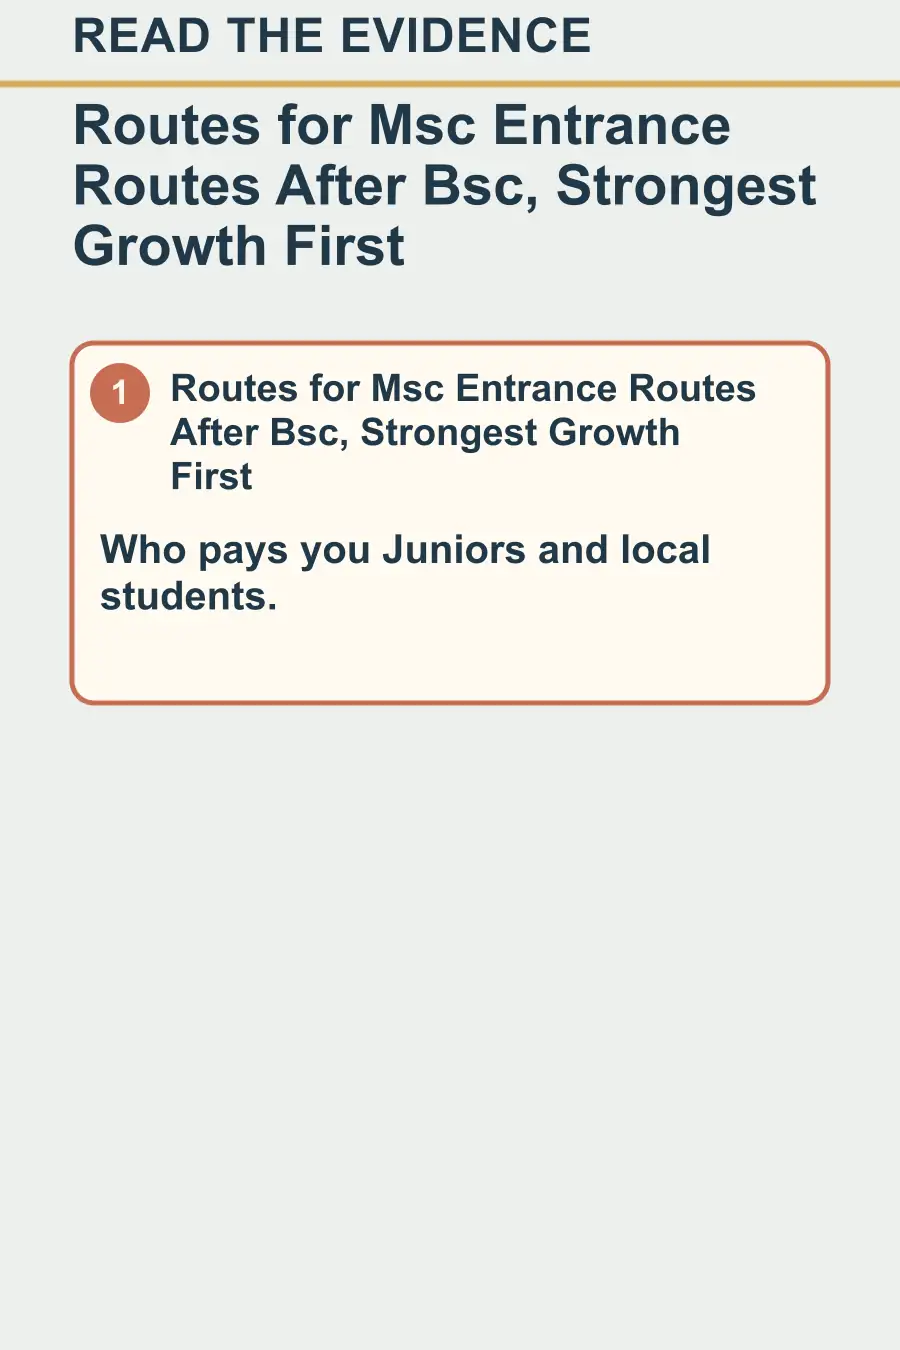 READ THE EVIDENCE
Routes for Msc Entrance
Routes After Bsc, Strongest
Growth First
1
Routes for Msc Entrance Routes
After Bsc, Strongest Growth
First
Who pays you Juniors and local
students.